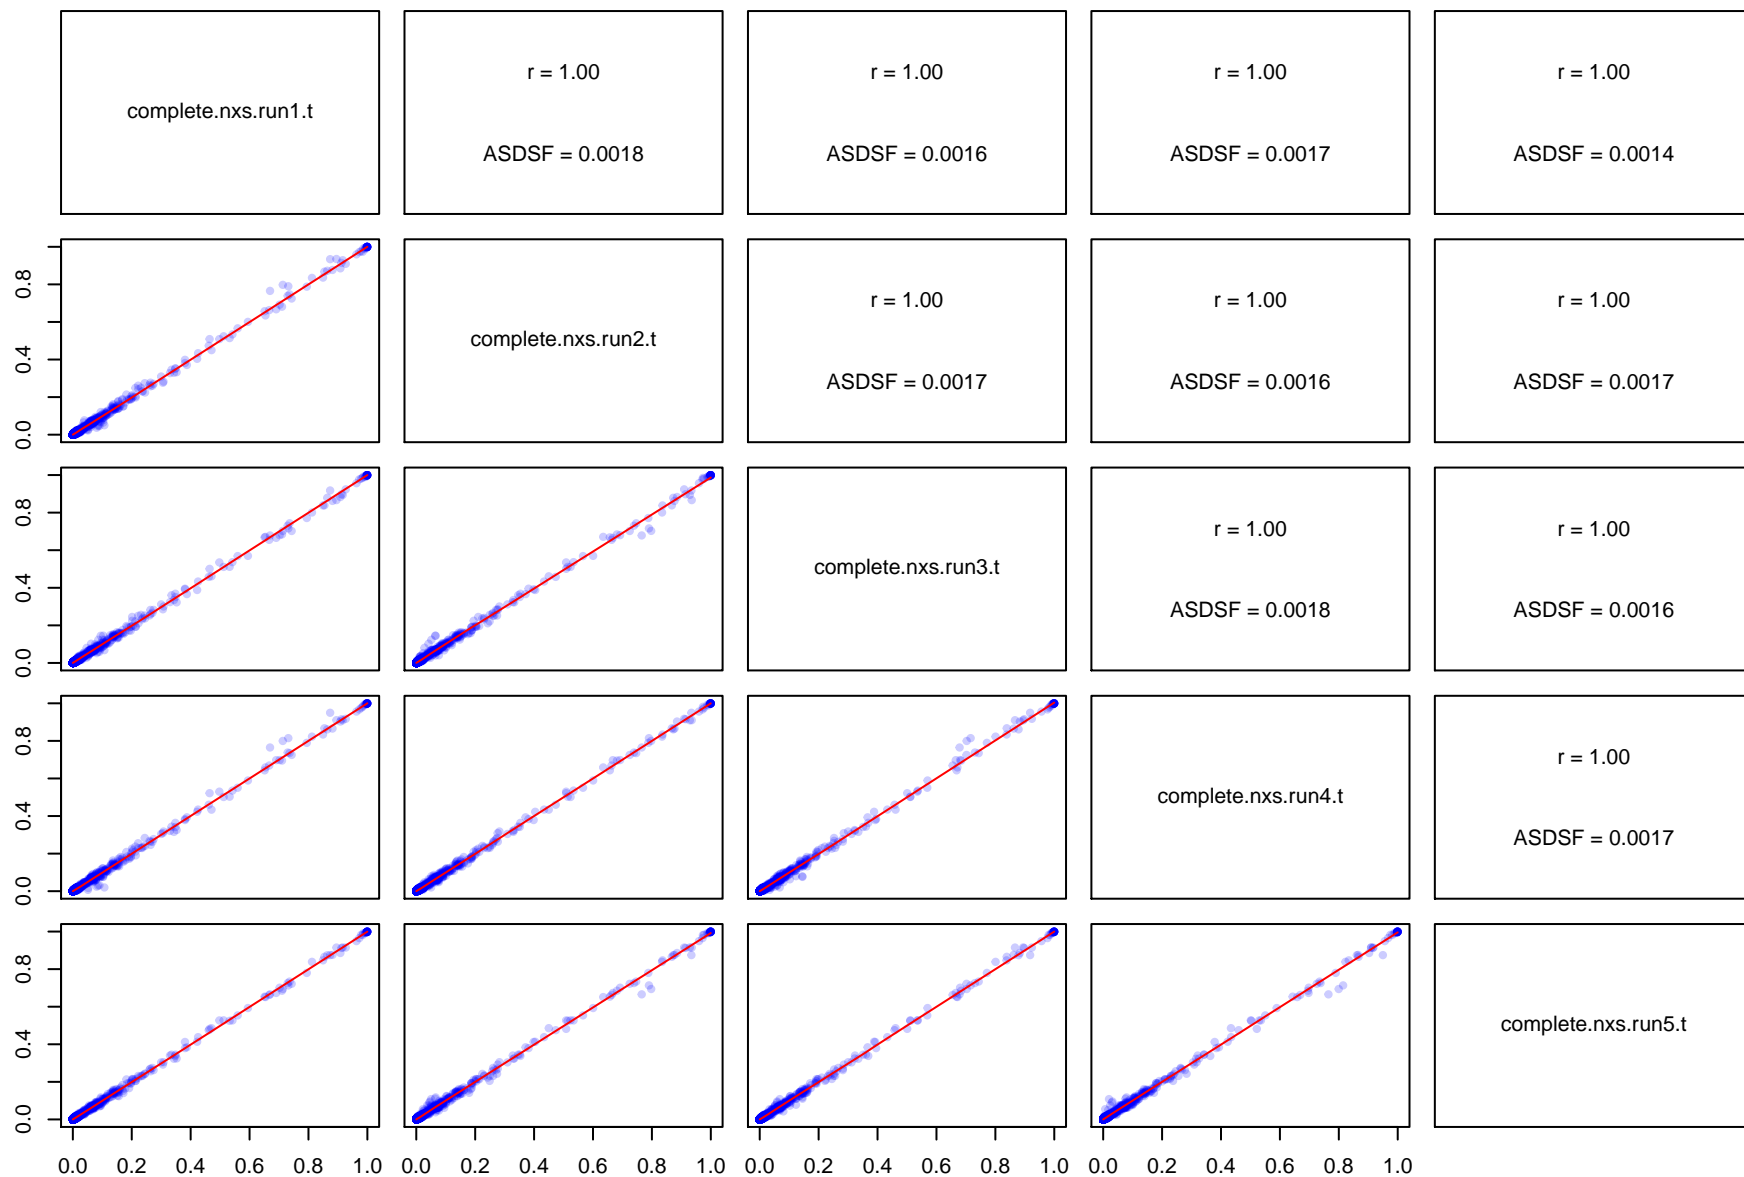 complete.nxs.run1.t
r = 1.00
ASDSF = 0.0018
r = 1.00
ASDSF = 0.0016
r = 1.00
ASDSF = 0.0017
r = 1.00
ASDSF = 0.0014
0.0 0.4 0.8
complete.nxs.run2.t
r = 1.00
ASDSF = 0.0017
r = 1.00
ASDSF = 0.0016
r = 1.00
ASDSF = 0.0017
0.0 0.4 0.8
complete.nxs.run3.t
r = 1.00
ASDSF = 0.0018
r = 1.00
ASDSF = 0.0016
0.0 0.4 0.8
complete.nxs.run4.t
r = 1.00
ASDSF = 0.0017
0.0 0.4 0.8
complete.nxs.run5.t
0.0 0.2 0.4 0.6 0.8 1.0
0.0 0.2 0.4 0.6 0.8 1.0
0.0 0.2 0.4 0.6 0.8 1.0
0.0 0.2 0.4 0.6 0.8 1.0